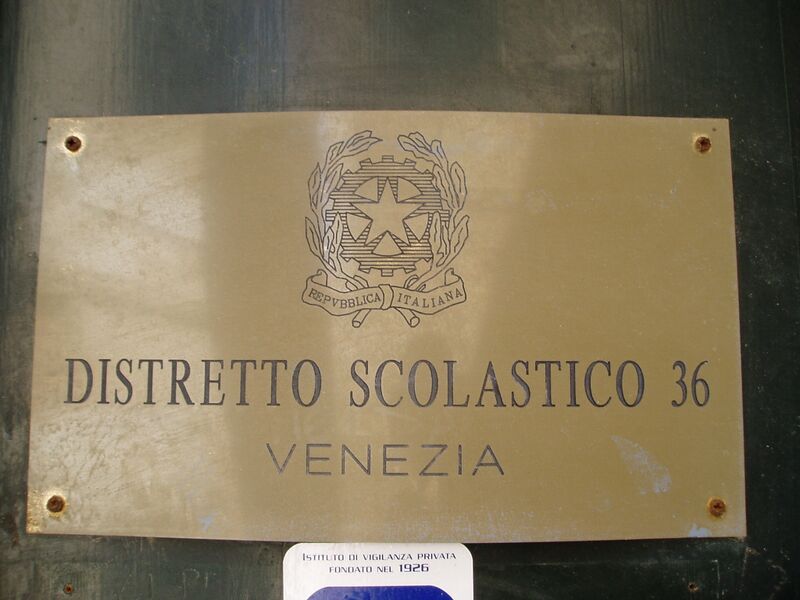 REPVBBLICA ITALIANA
DISTRETTO SCOLASTICO 36
VENEZIA
ISTITUTO DI VIGILANZA PRIVATA
FONDATO NEL 1926